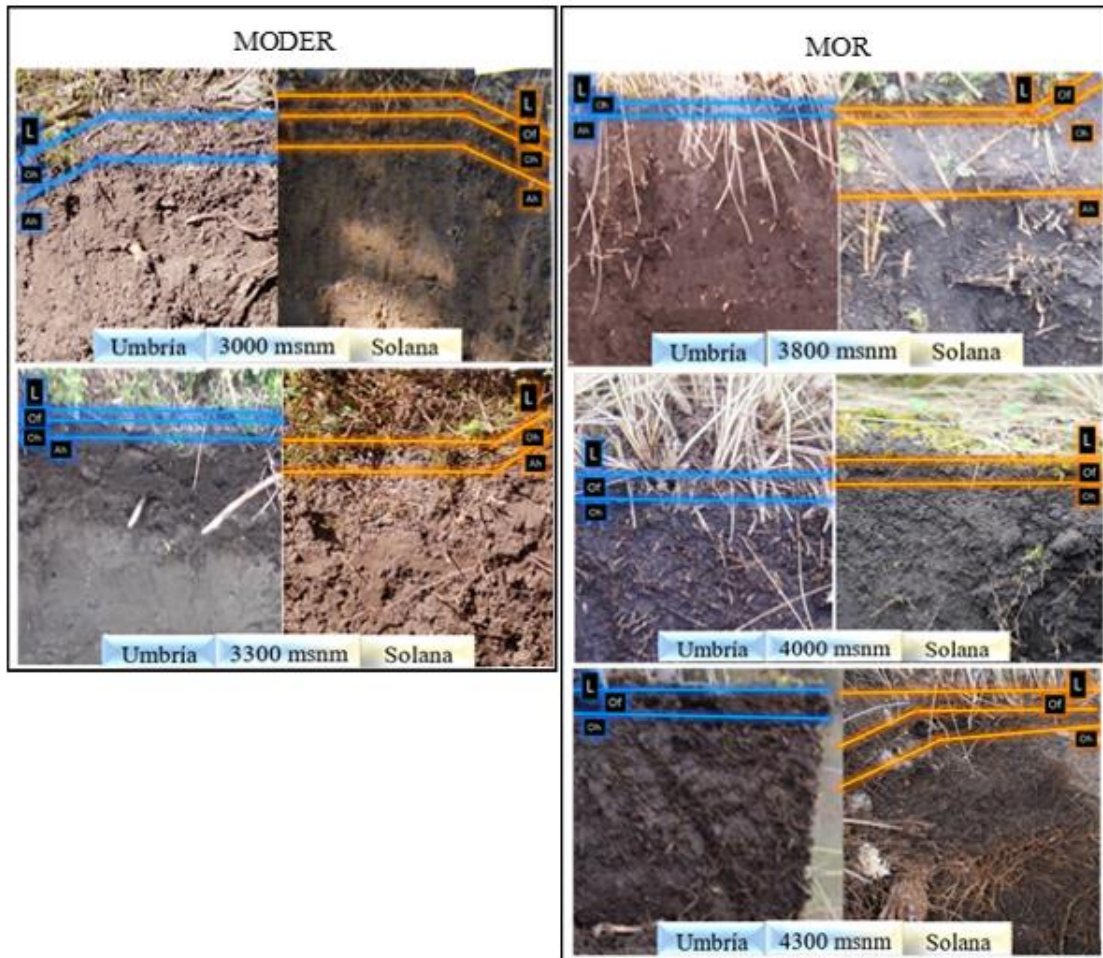 MODER
L
Oh
Ah
L
Of
Oh
Ah
Umbría 3000 msnm Solana
L
Of
Oh
Ah
L
Oh
Ah
Umbría 3300 msnm Solana
MOR
L
Oh
Ah
L
Of
Oh
Ah
Umbría 3800 msnm Solana
L
Of
Oh
L
Of
Oh
Umbría 4000 msnm Solana
L
Of
Oh
L
Of
Oh
Umbría 4300 msnm Solana